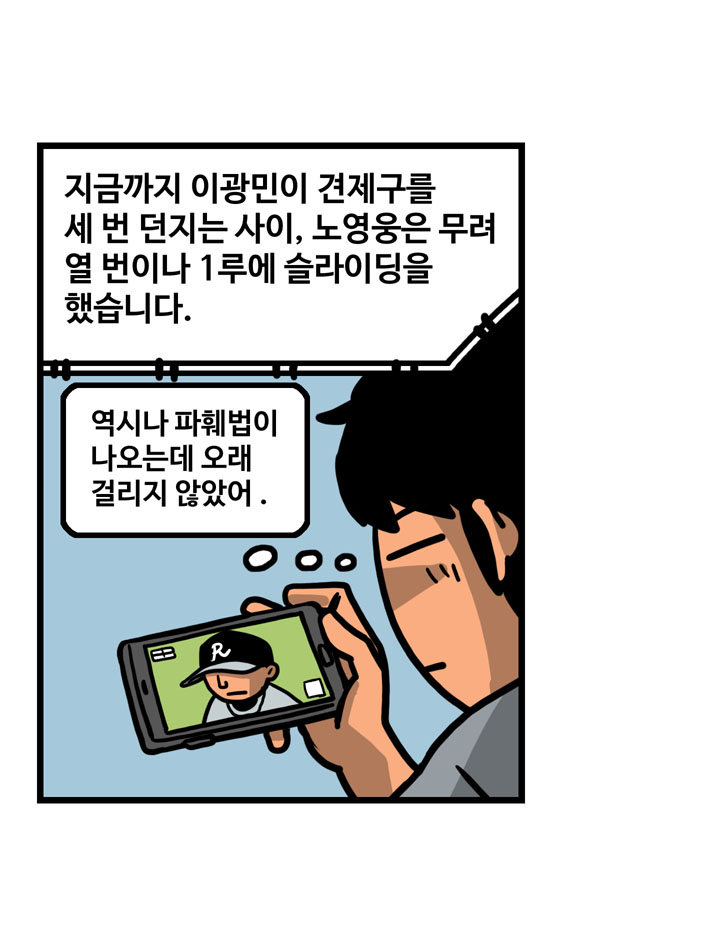 지금까지 이광민이 견제구를
세 번 던지는 사이, 노영웅은 무려
열 번이나 1루에 슬라이딩을
했습니다.
역시나 파훼법이
나오는데 오래
걸리지 않았어 .
R